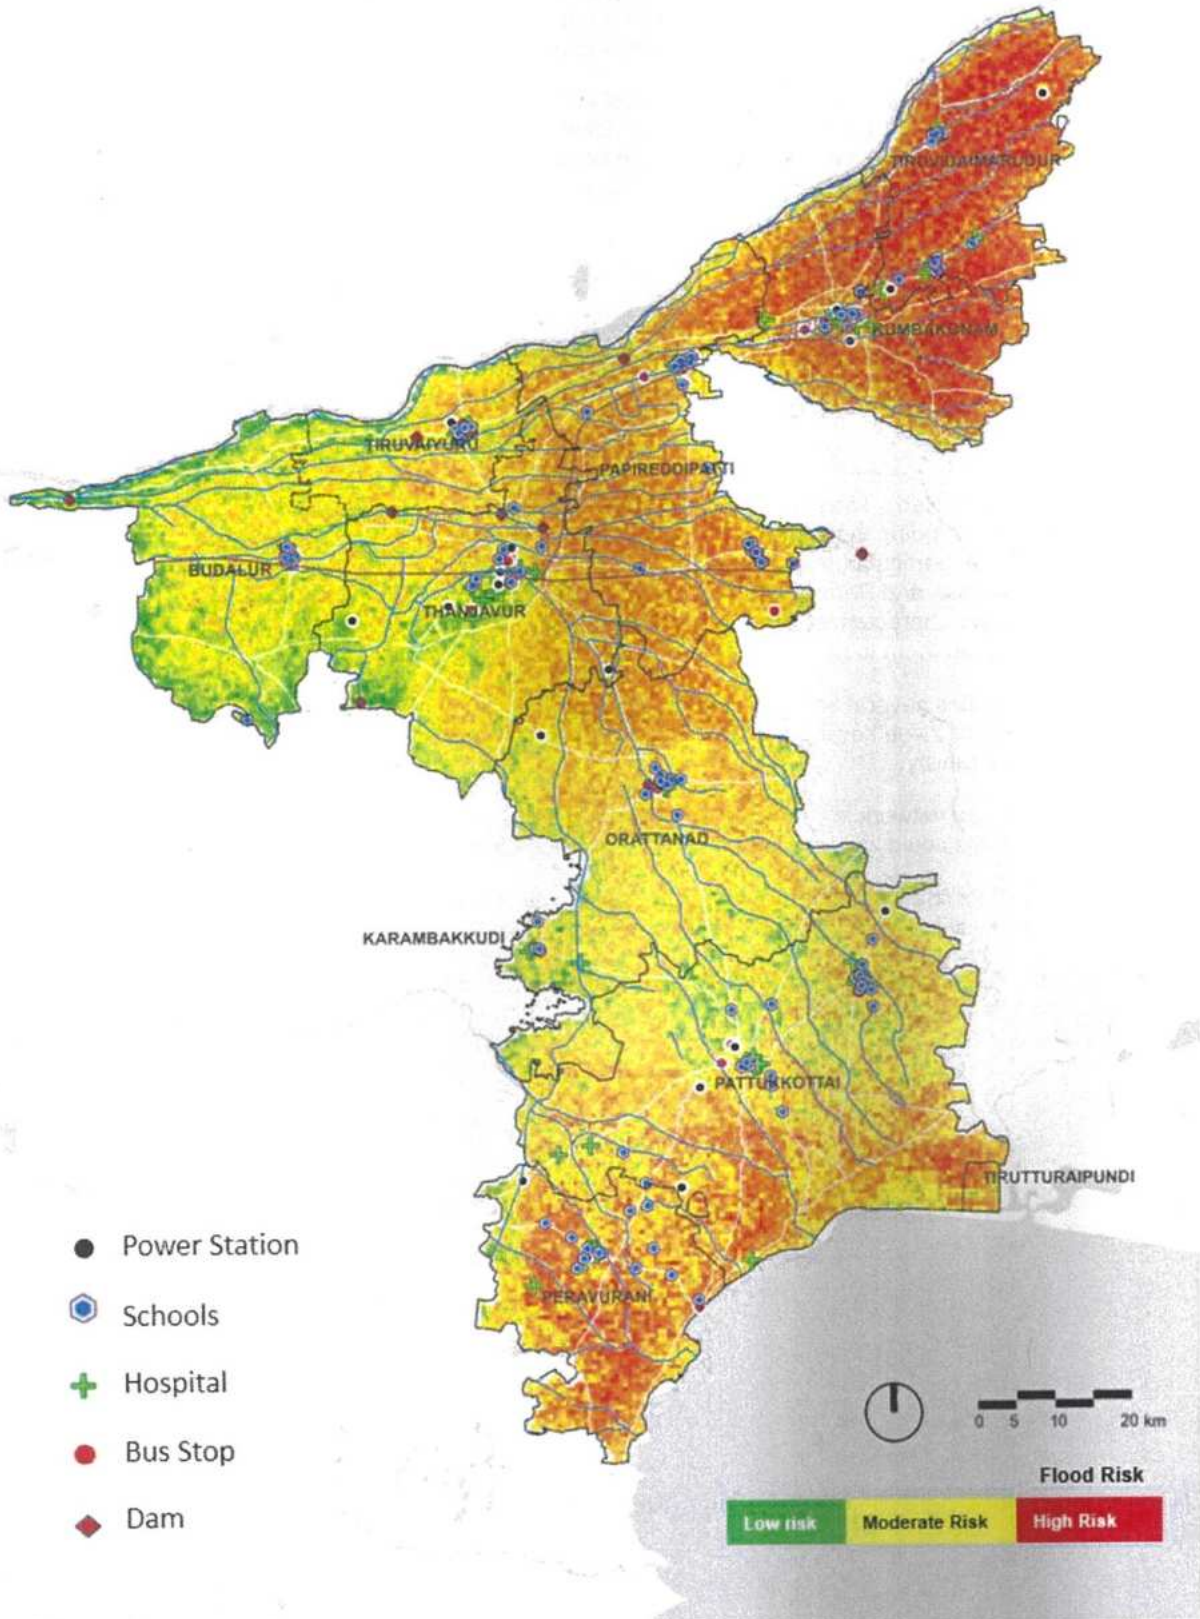 TIRUVIDAIMARUDUR
KUMBAKONAM
TIRUVAIYURU
PAPIREDDIPATTI
BUDALUR
THANJAVUR
ORATTANAD
KARAMBAKKUDI
PATTUKKOTTAI
TIRUTTURAIPUNDI
PERAVURANI
Power Station
Schools
Hospital
Bus Stop
Dam
0 5 10 20 km
Flood Risk
Low risk Moderate Risk High Risk